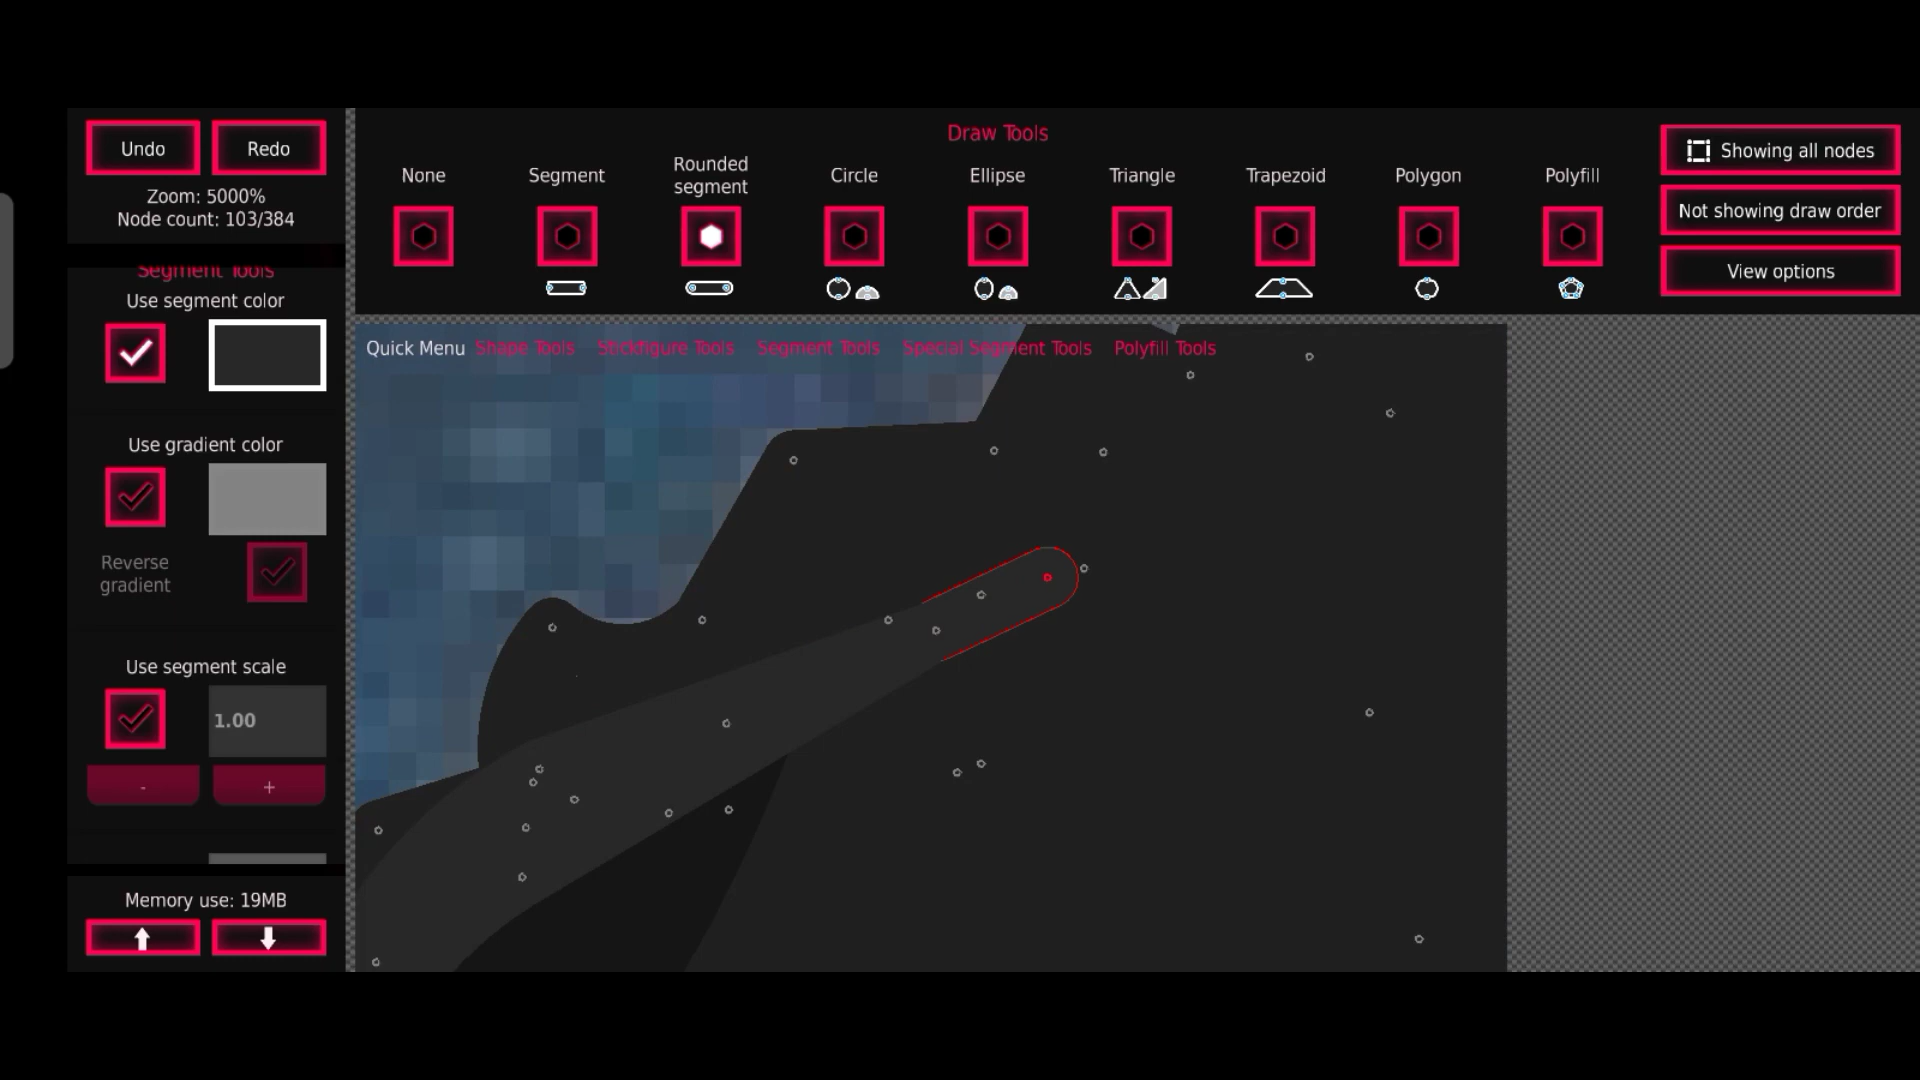 Undo
Redo
Zoom: 5000%
Node count: 103/384
Segment Tools
Use segment color
Use gradient color
Reverse
gradient
Use segment scale
1.00
-
+
Memory use: 19MB
Draw Tools
None
Segment
Rounded
segment
Circle
Ellipse
Triangle
Trapezoid
Polygon
Polyfill
Showing all nodes
Not showing draw order
View options
Quick Menu Shape Tools Stickfigure Tools Segment Tools Special Segment Tools Polyfill Tools